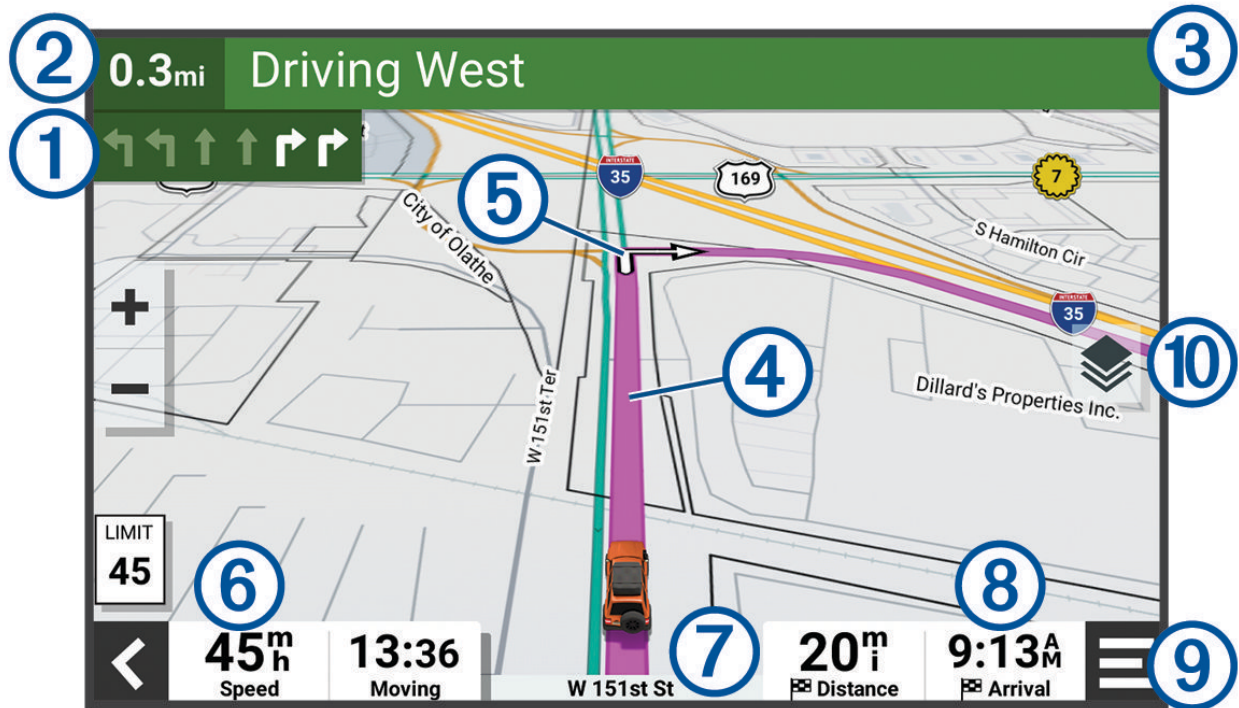 2
0.3mi
Driving West
3
1
INTERSTATE
35
169
7
5
City of Olathe
S Hamilton Cir
INTERSTATE
35
10
4
Dillard's Properties Inc.
W 151st Ter
LIMIT
45
6
8
7
9
45mh
Speed
13:36
Moving
W 151st St
20mi
Distance
9:13AM
Arrival